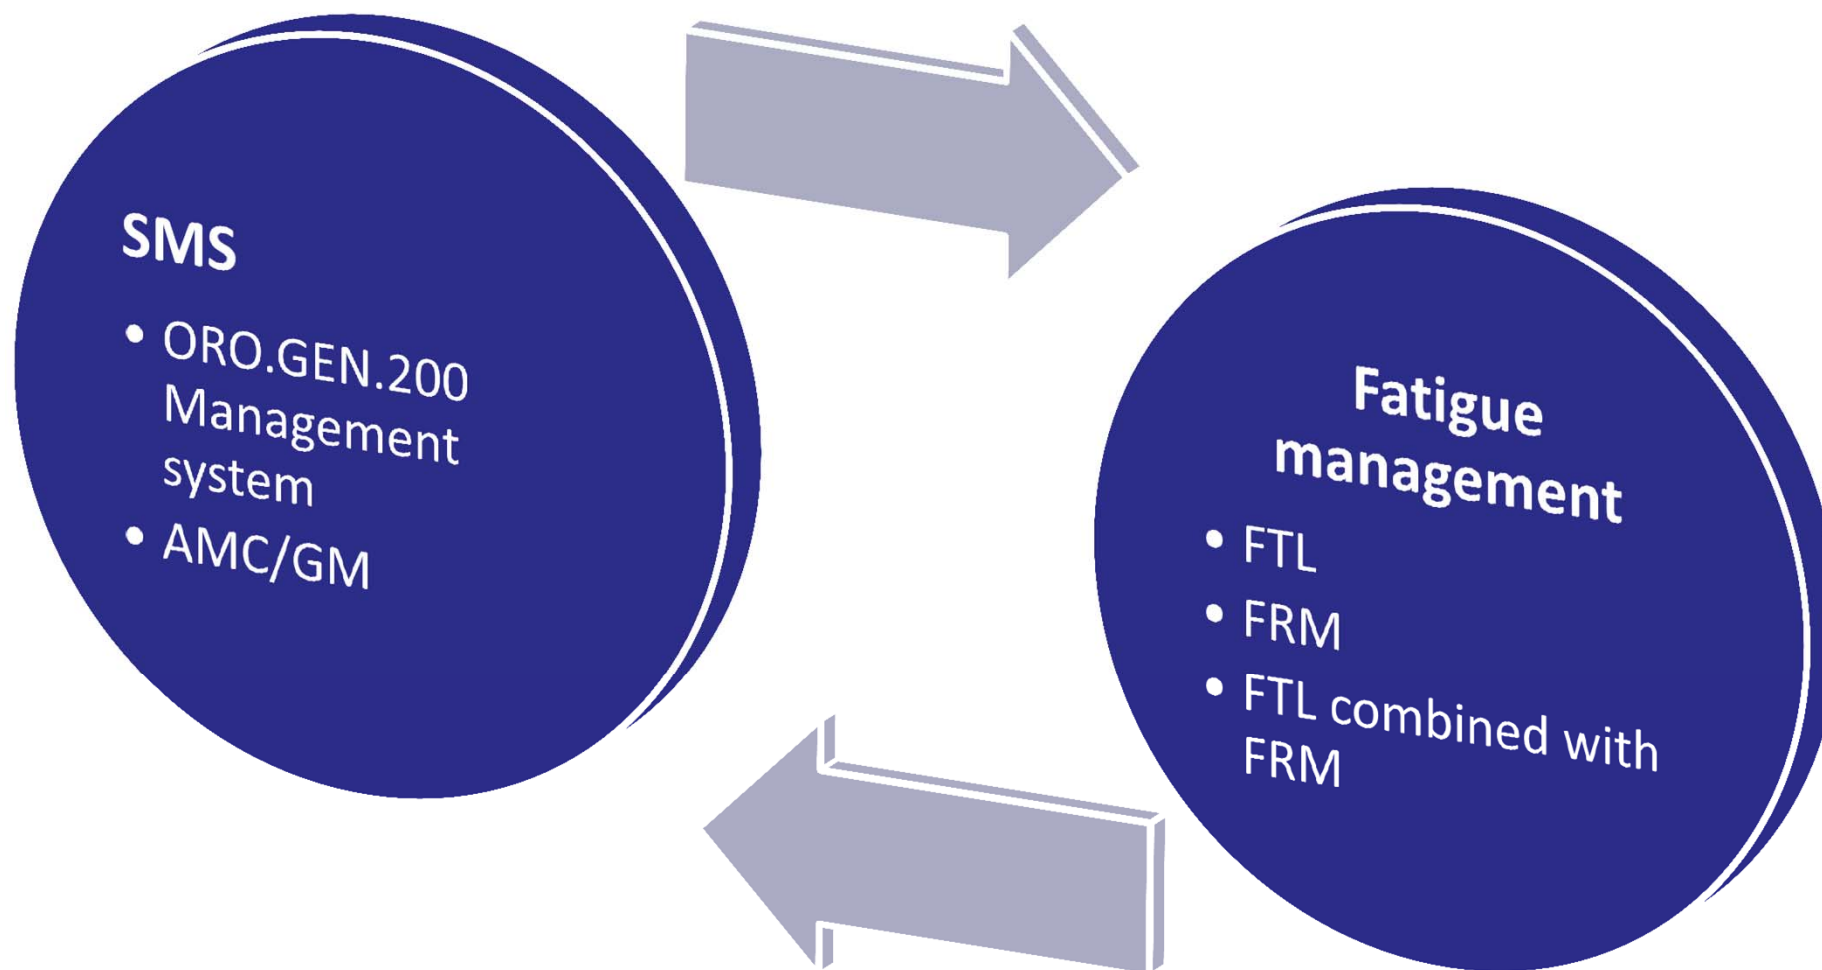 SMS
• ORO.GEN.200
Management
system
• AMC/GM
Fatigue
management
• FTL
• FRM
• FTL combined with
FRM